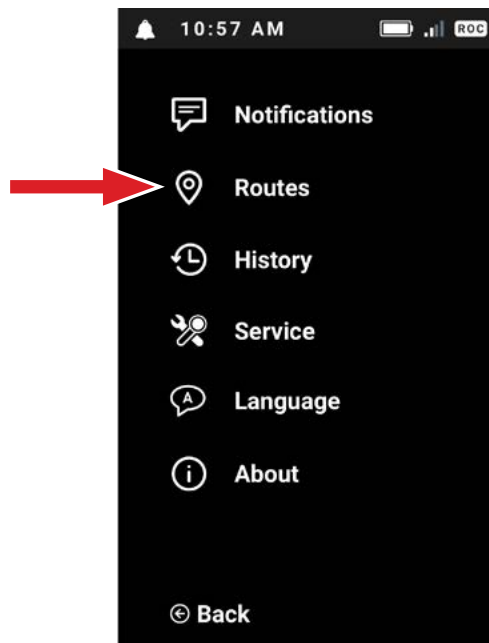 10:57 AM ROC
Notifications
Routes
History
Service
A Language
i About
Back